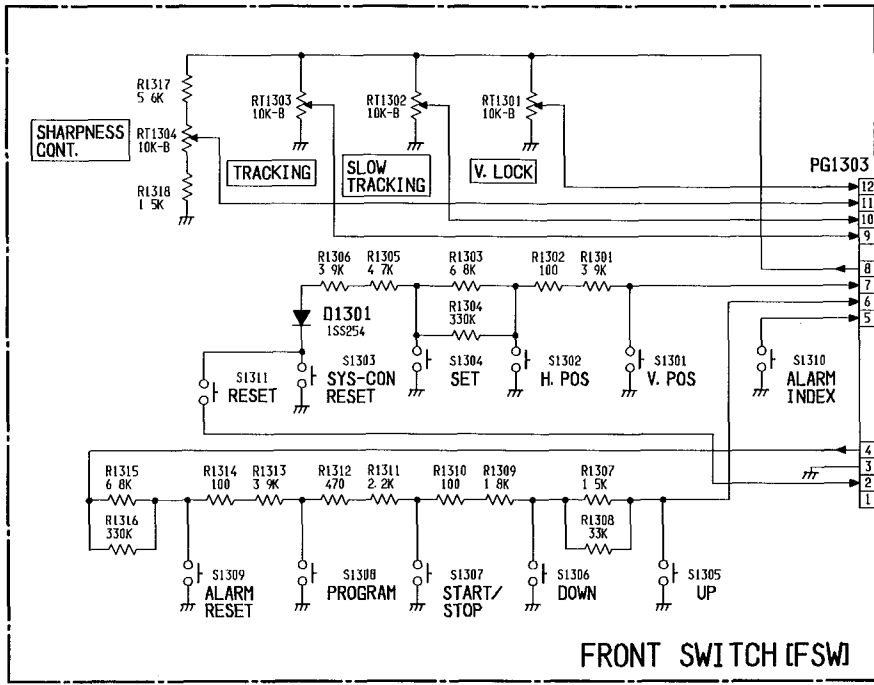 R1317
5 6K
RT1303
10K-B
RT1302
10K-B
RT1301
10K-B
SHARPNESS
CONT.
RT1304
10K-B
TRACKING
SLOW
TRACKING
V. LOCK
PG1303
R1318
1 5K
12
11
10
9
8
7
6
5
R1306
3 9K
R1305
4 7K
R1303
6 8K
R1302
100
R1301
3 9K
D1301
1SS254
R1304
330K
S1311
RESET
S1303
SYS-CON
RESET
S1304
SET
S1302
H. POS
S1301
V. POS
S1310
ALARM
INDEX
4
3
2
1
R1315
6 8K
R1314
100
R1313
3 9K
R1312
470
R1311
2.2K
R1310
100
R1309
1 8K
R1307
1 5K
R1316
330K
R1308
33K
S1309
ALARM
RESET
S1308
PROGRAM
S1307
START/
STOP
S1306
DOWN
S1305
UP
FRONT SWITCH [FSW]